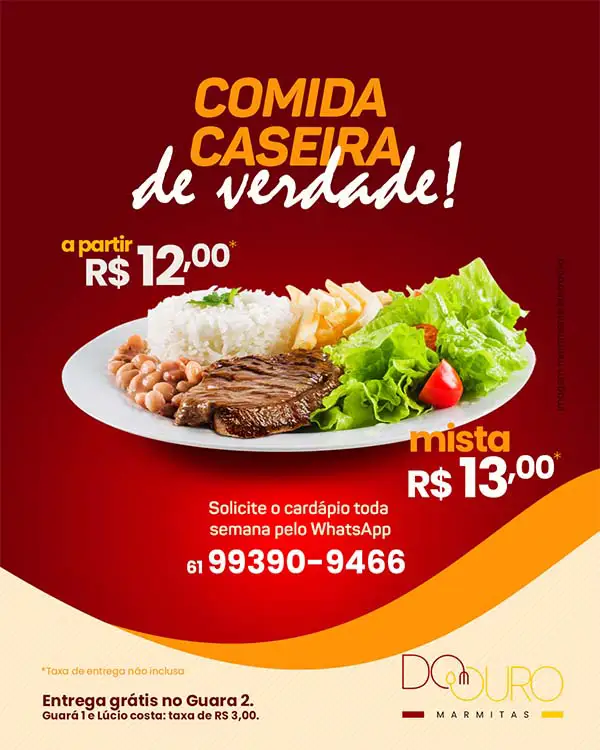 COMIDA
CASEIRA
de verdade!
a partir
R$ 12,00*
mista
R$ 13,00*
Solicite o cardápio toda
semana pelo WhatsApp
61 99390-9466
*Taxa de entrega não inclusa
Entrega grátis no Guara 2.
Guará 1 e Lúcio costa: taxa de RS 3,00.
DOM OURO
MARMITAS